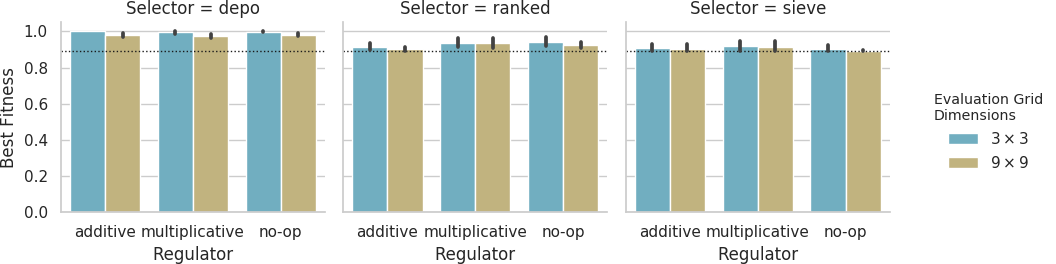 Selector = depo
Selector = ranked
Selector = sieve
Best Fitness
1.0
0.8
0.6
0.4
0.2
0.0
additive multiplicative no-op
additive multiplicative no-op
additive multiplicative no-op
Regulator
Regulator
Regulator
Evaluation Grid
Dimensions
3 × 3
9 × 9